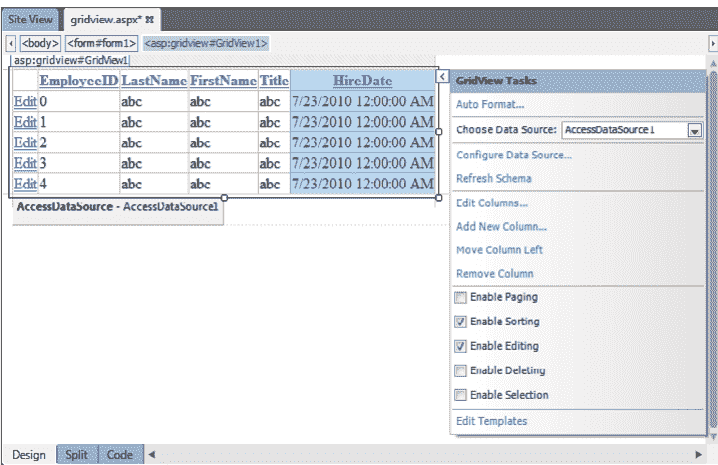 Site View gridview.aspx*
<body> <form#form1> <asp:gridview#GridView1>
asp:gridview#GridView1
EmployeeID LastName FirstName Title HireDate
Edit 0 abc abc abc 7/23/2010 12:00:00 AM
Edit 1 abc abc abc 7/23/2010 12:00:00 AM
Edit 2 abc abc abc 7/23/2010 12:00:00 AM
Edit 3 abc abc abc 7/23/2010 12:00:00 AM
Edit 4 abc abc abc 7/23/2010 12:00:00 AM
AccessDataSource - AccessDataSource1
GridView Tasks
Auto Format...
Choose Data Source: AccessDataSource1
Configure Data Source...
Refresh Schema
Edit Columns...
Add New Column...
Move Column Left
Remove Column
Enable Paging
Enable Sorting
Enable Editing
Enable Deleting
Enable Selection
Edit Templates
Design Split Code